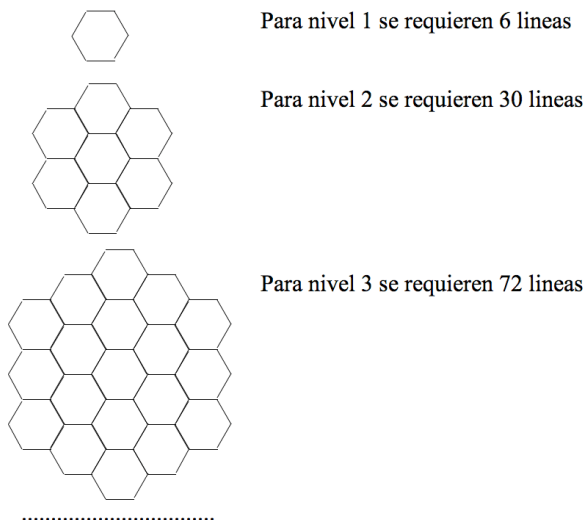 Para nivel 1 se requieren 6 lineas
Para nivel 2 se requieren 30 lineas
Para nivel 3 se requieren 72 lineas
.................................